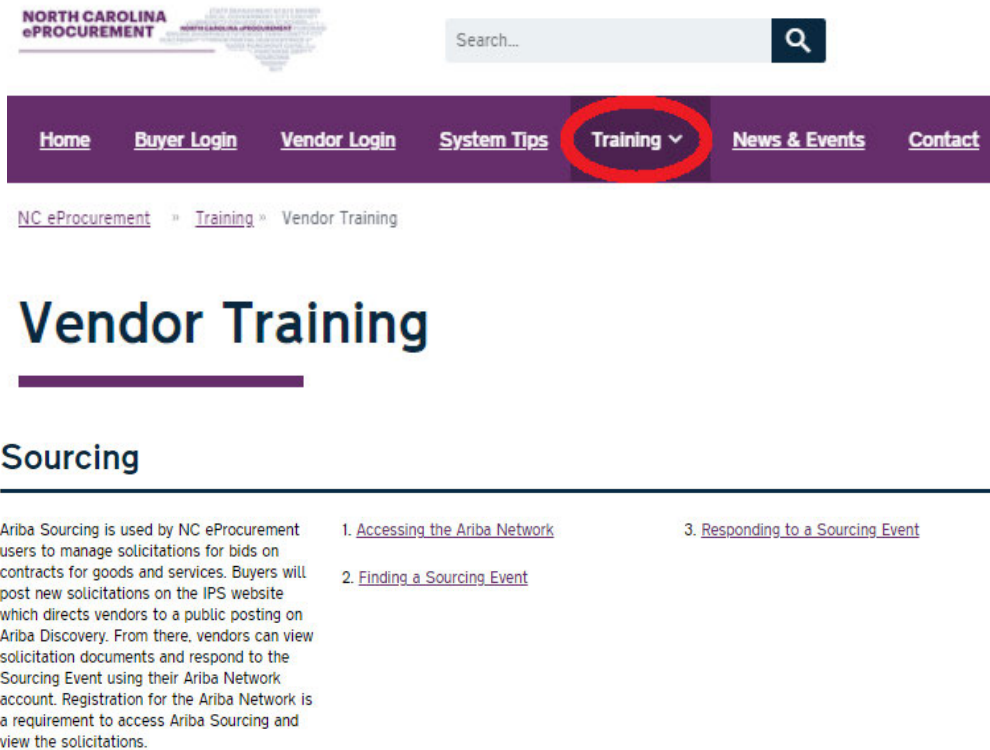 NORTH CAROLINA
ePROCUREMENT
NORTH CAROLINA ePROCUREMENT
Search...
Home Buyer Login Vendor Login System Tips Training News & Events Contact
NC eProcurement » Training » Vendor Training
Vendor Training
Sourcing
Ariba Sourcing is used by NC eProcurement
users to manage solicitations for bids on
contracts for goods and services. Buyers will
post new solicitations on the IPS website
which directs vendors to a public posting on
Ariba Discovery. From there, vendors can view
solicitation documents and respond to the
Sourcing Event using their Ariba Network
account. Registration for the Ariba Network is
a requirement to access Ariba Sourcing and
view the solicitations.
1. Accessing the Ariba Network
2. Finding a Sourcing Event
3. Responding to a Sourcing Event